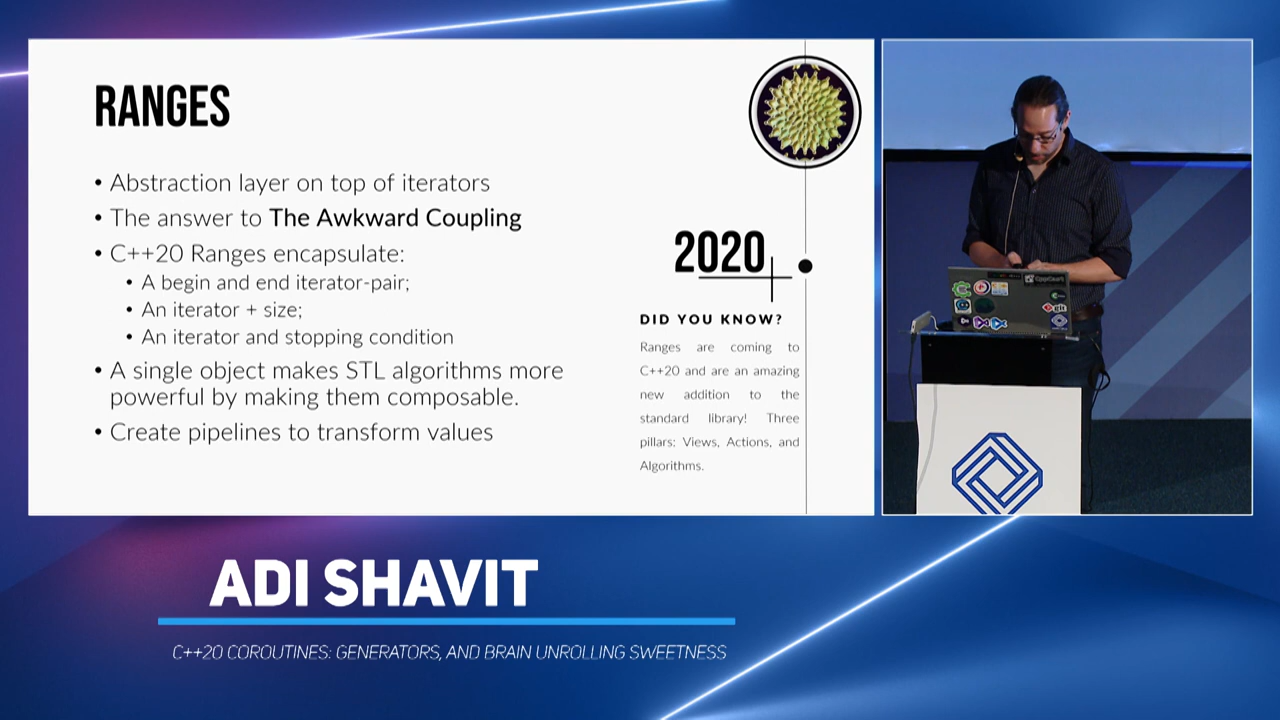 RANGES
• Abstraction layer on top of iterators
• The answer to The Awkward Coupling
• C++20 Ranges encapsulate:
• A begin and end iterator-pair;
• An iterator + size;
• An iterator and stopping condition
• A single object makes STL algorithms more
powerful by making them composable.
• Create pipelines to transform values
2020
DID YOU KNOW?
Ranges are coming to
C++20 and are an amazing
new addition to the
standard library! Three
pillars: Views, Actions, and
Algorithms.
git
ADI SHAVIT
C++20 COROUTINES: GENERATORS, AND BRAIN UNROLLING SWEETNESS